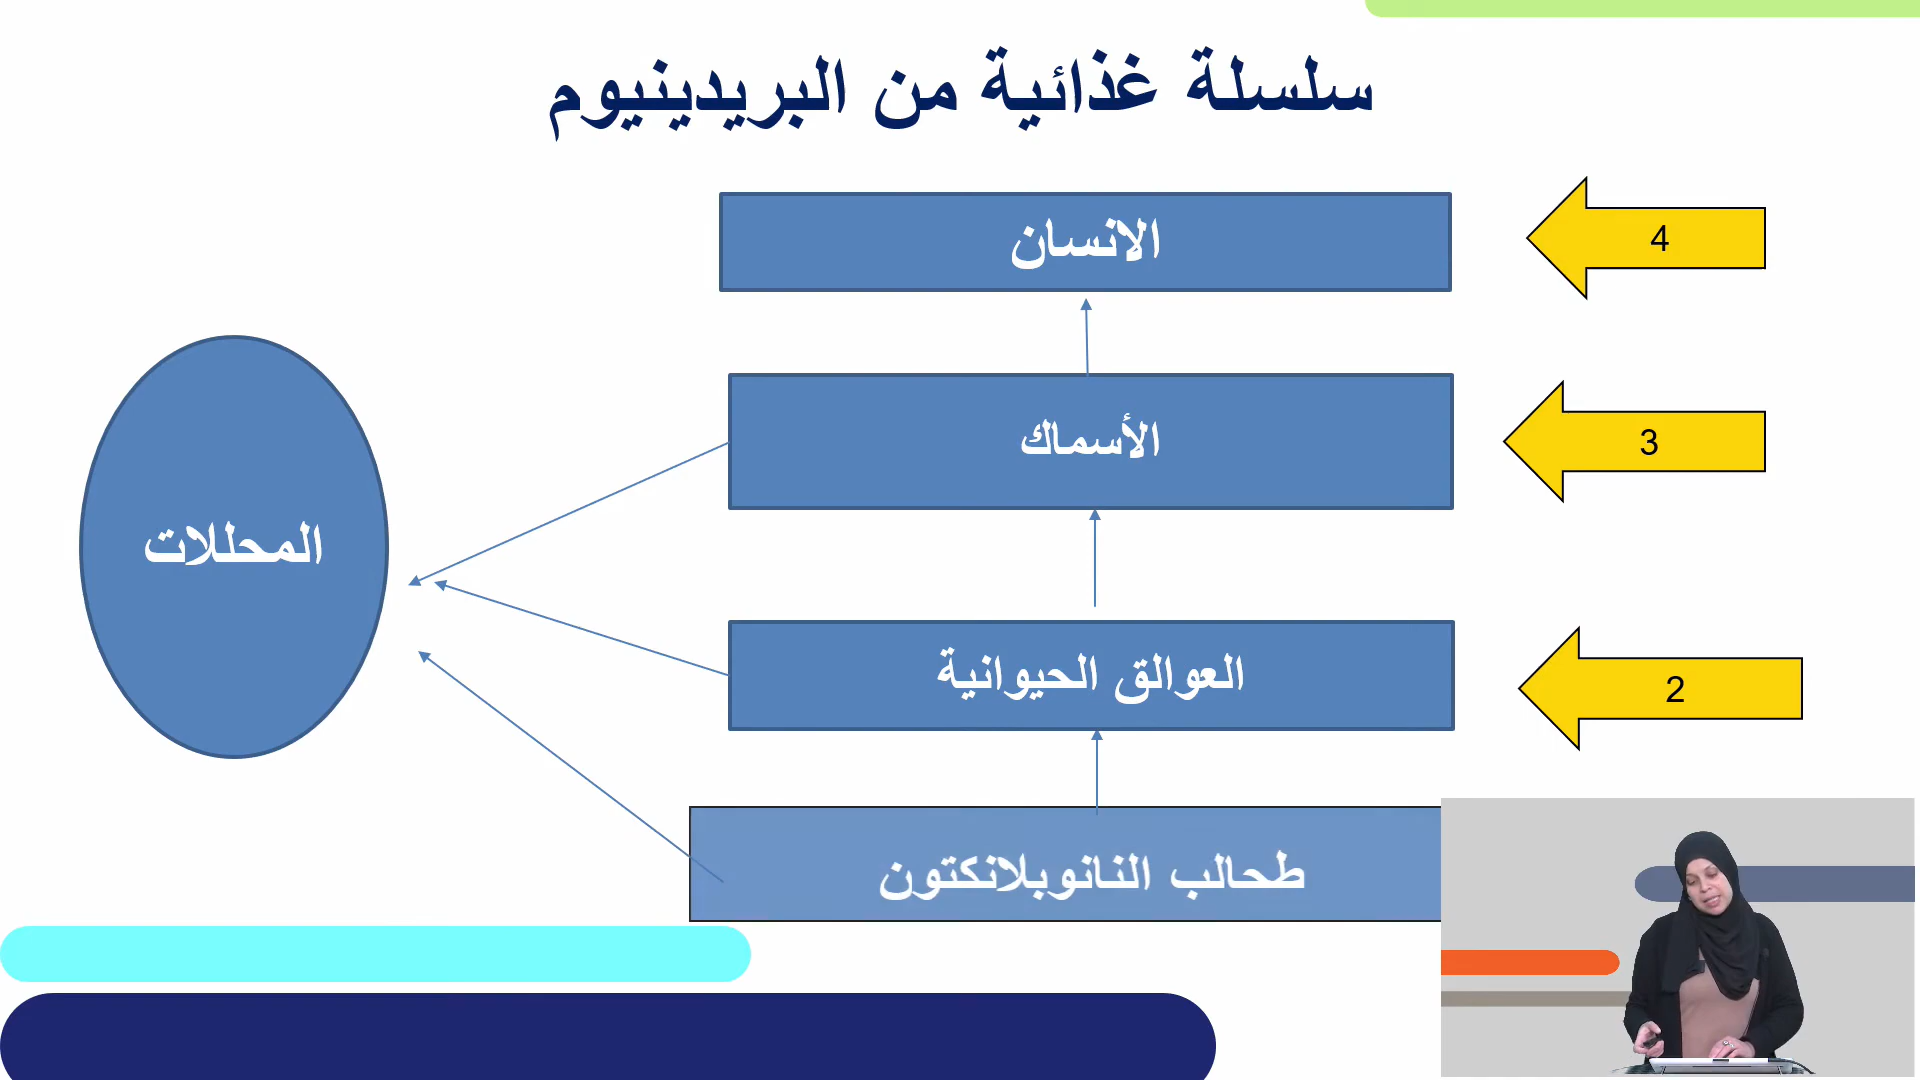 سلسلة غذائية من البريدينيوم
الانسان
4
الأسماك
3
المحللات
العوالق الحيوانية
2
طحالب النانوبلانكتون